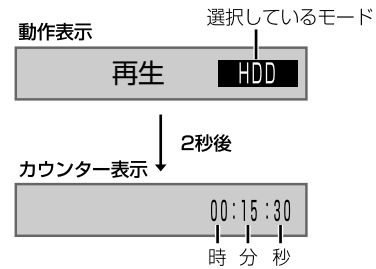 選択しているモード
動作表示
再生 HDD
2秒後
カウンター表示
00:15:30
時 分 秒